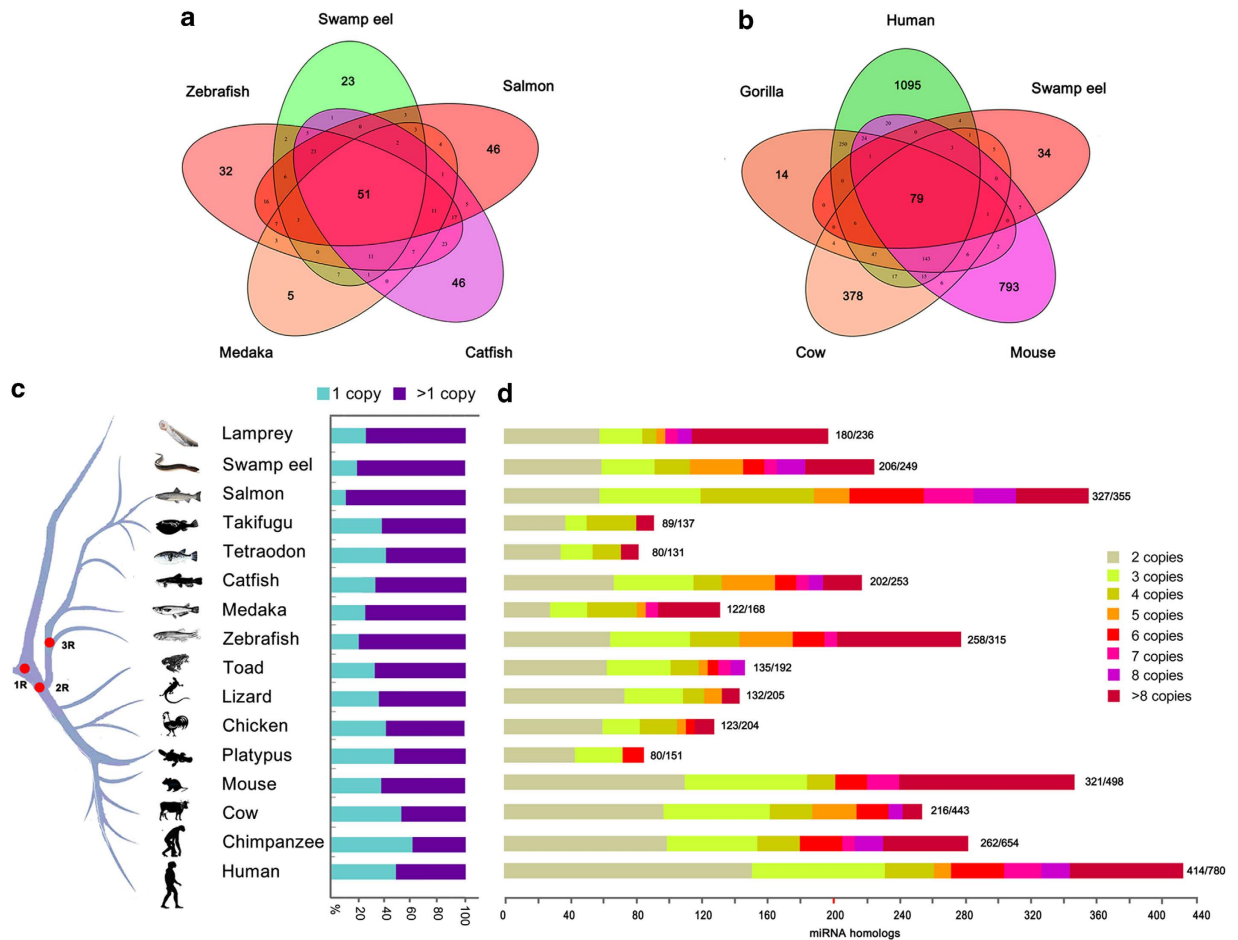 a
Swamp eel
Zebrafish
Salmon
23
32
46
51
5
46
Medaka
Catfish
b
Human
Gorilla
Swamp eel
1095
14
34
79
378
793
Cow
Mouse
c
1 copy
>1 copy
Lamprey
Swamp eel
Salmon
Takifugu
Tetraodon
Catfish
Medaka
Zebrafish
Toad
Lizard
Chicken
Platypus
Mouse
Cow
Chimpanzee
Human
1R
2R
3R
% 20 40 60 80 100
d
180/236
206/249
327/355
89/137
80/131
202/253
122/168
258/315
135/192
132/205
123/204
80/151
321/498
216/443
262/654
414/780
2 copies
3 copies
4 copies
5 copies
6 copies
7 copies
8 copies
>8 copies
0 40 80 120 160 200 240 280 320 360 400 440
miRNA homologs